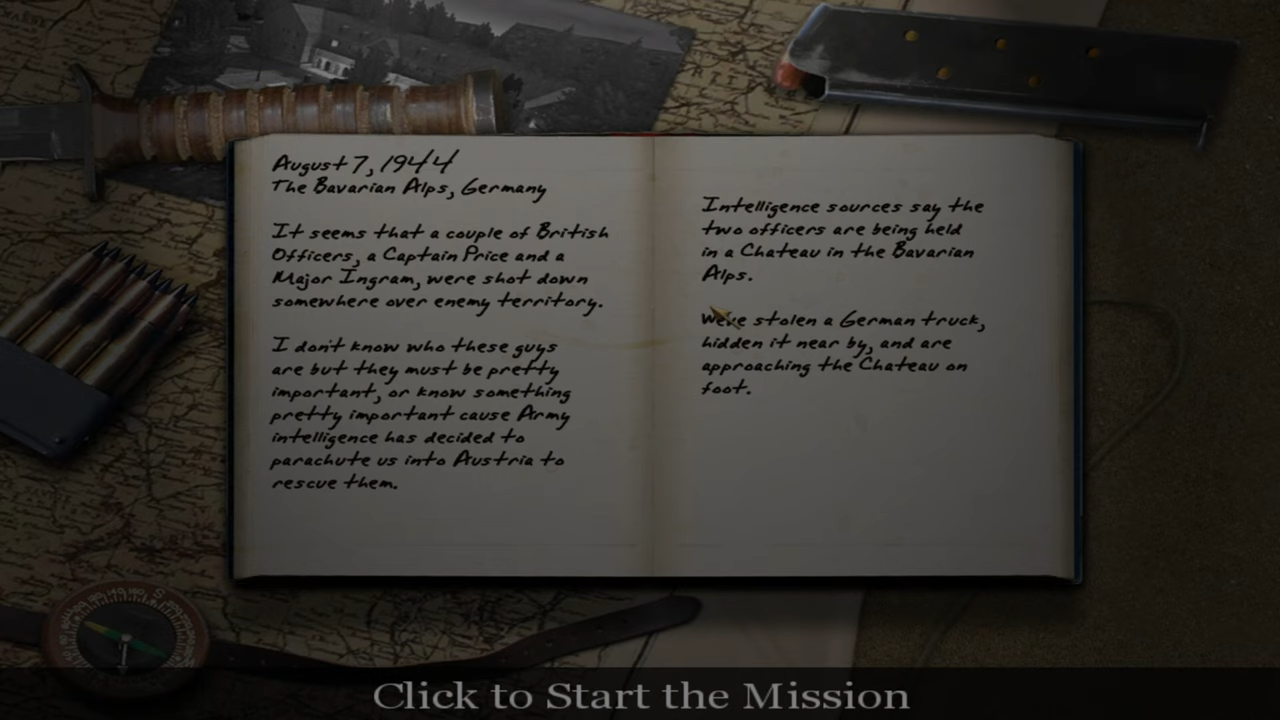 August 7, 1944
The Bavarian Alps, Germany
It seems that a couple of British
Officers, a Captain Price and a
Major Ingram, were shot down
somewhere over enemy territory.
I don't know who these guys
are but they must be pretty
important, or know something
pretty important cause Army
intelligence has decided to
parachute us into Austria to
rescue them.
Intelligence sources say the
two officers are being held
in a Chateau in the Bavarian
Alps.
We've stolen a German truck,
hidden it near by, and are
approaching the Chateau on
foot.
Click to Start the Mission